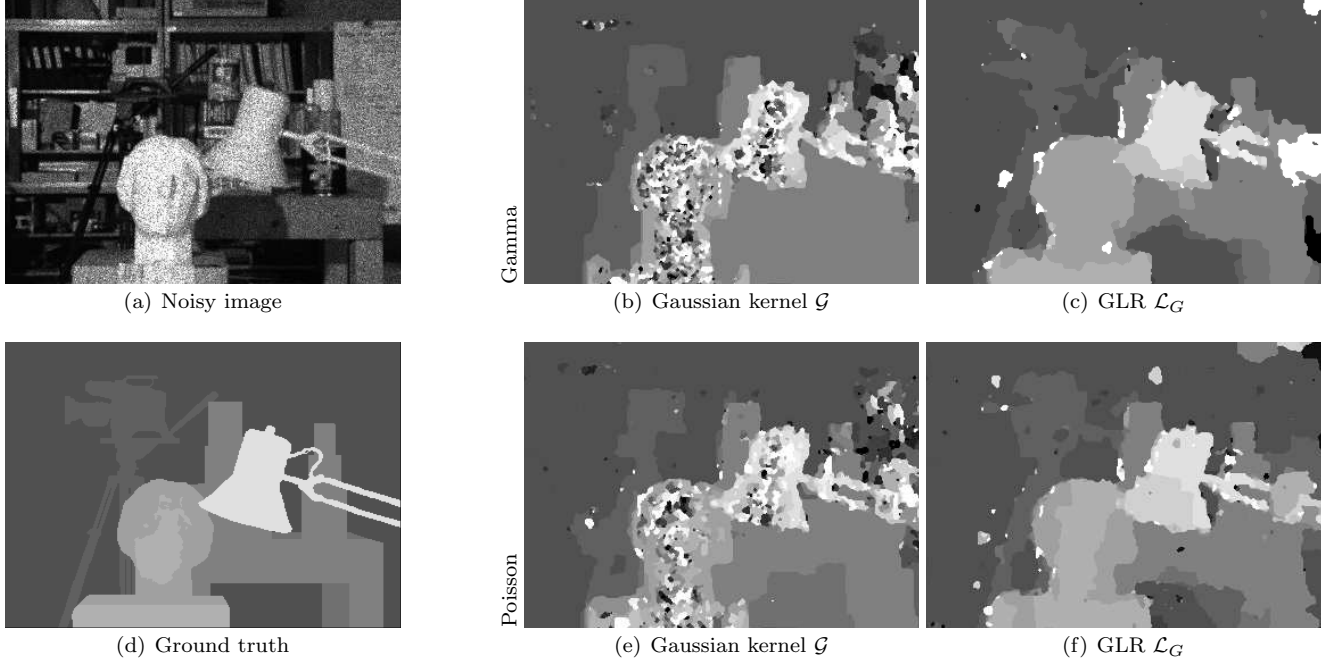 Gamma
(a) Noisy image
(b) Gaussian kernel 𝒢
(c) GLR ℒ_G
Poisson
(d) Ground truth
(e) Gaussian kernel 𝒢
(f) GLR ℒ_G